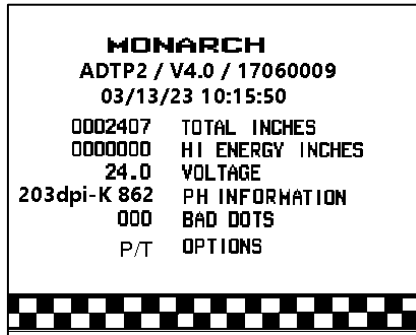 MONARCH
ADTP2 / V4.0 / 17060009
03/13/23 10:15:50
0002407 TOTAL INCHES
0000000 HI ENERGY INCHES
24.0 VOLTAGE
203dpi-K 862 PH INFORMATION
000 BAD DOTS
P/T OPTIONS